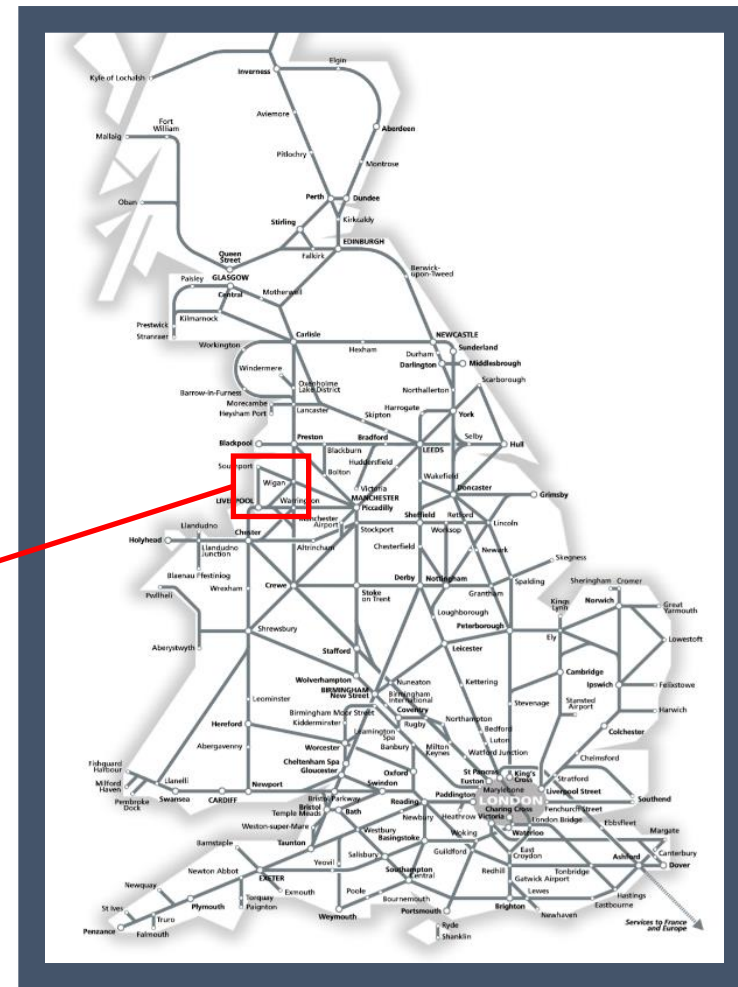 Elgin
Inverness
Kyle of Lochalsh
Aviemore
Fort
William
Aberdeen
Mallaig
Pitlochry
Montrose
Perth
Dundee
Oban
Stirling
Kirkcaldy
EDINBURGH
Queen
Street
Falkirk
Berwick-
upon-Tweed
Paisley
GLASGOW
Central
Motherwell
Kilmarnock
Prestwick
Stranraer
Carlisle
NEWCASTLE
Workington
Hexham
Sunderland
Durham
Darlington
Middlesbrough
Windermere
Oxenholme
Lake District
Scarborough
Barrow-in-Furness
Northallerton
Morecambe
Heysham Port
Lancaster
Harrogate
Skipton
York
Blackpool
Preston
Bradford
Selby
Hull
Blackburn
LEEDS
Southport
Huddersfield
Bolton
Wakefield
Wigan
Victoria
Doncaster
Grimsby
LIVERPOOL
Warrington
MANCHESTER
Piccadilly
Manchester
Airport
Sheffield
Retford
Lincoln
Llandudno
Stockport
Worksop
Holyhead
Chester
Llandudno
Junction
Altrincham
Chesterfield
Newark
Skegness
Blaenau Ffestiniog
Pwllheli
Wrexham
Crewe
Stoke
on Trent
Derby
Nottingham
Grantham
Spalding
Sheringham
Cromer
Kings
Lynn
Norwich
Great
Yarmouth
Loughborough
Peterborough
Shrewsbury
Ely
Lowestoft
Aberystwyth
Stafford
Leicester
Wolverhampton
Nuneaton
Kettering
Cambridge
BIRMINGHAM
New Street
Birmingham
International
Ipswich
Felixstowe
Leominster
Coventry
Stevenage
Stansted
Airport
Harwich
Birmingham Moor Street
Kidderminster
Rugby
Northampton
Hereford
Leamington
Spa
Bedford
Colchester
Abergavenny
Worcester
Banbury
Milton
Keynes
Luton
Watford Junction
Chelmsford
Cheltenham Spa
Gloucester
Fishguard
Harbour
Oxford
St Pancras
Euston
King's
Cross
Stratford
Milford
Haven
Llanelli
Swindon
Marylebone
Liverpool Street
Pembroke
Dock
Swansea
CARDIFF
Newport
Bristol Parkway
Reading
Paddington
LONDON
Southend
Bristol
Temple Meads
Bath
Newbury
Heathrow
Victoria
Charing Cross
Fenchurch Street
London Bridge
Ebbsfleet
Weston-super-Mare
Westbury
Basingstoke
Woking
Waterloo
Margate
Barnstaple
Taunton
Salisbury
Guildford
East
Croydon
Canterbury
Newton Abbot
Yeovil
Southampton
Central
Redhill
Tonbridge
Ashford
Dover
Newquay
EXETER
Gatwick Airport
Exmouth
Poole
Lewes
Hastings
St Ives
Torquay
Paignton
Bournemouth
Eastbourne
Truro
Plymouth
Weymouth
Portsmouth
Brighton
Newhaven
Penzance
Falmouth
Ryde
Shanklin
Services to France
and Europe